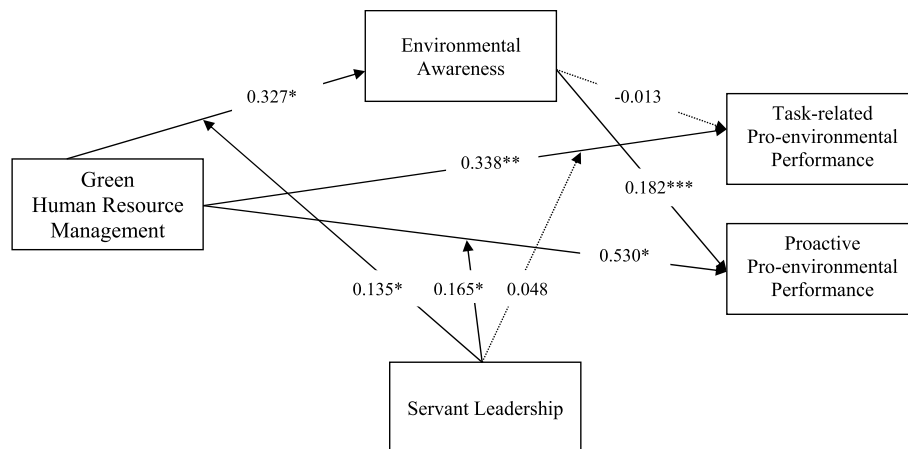 Environmental
Awareness
0.327*
-0.013
Task-related
Pro-environmental
Performance
0.338**
Green
Human Resource
Management
0.182***
Proactive
Pro-environmental
Performance
0.530*
0.135*
0.165*
0.048
Servant Leadership